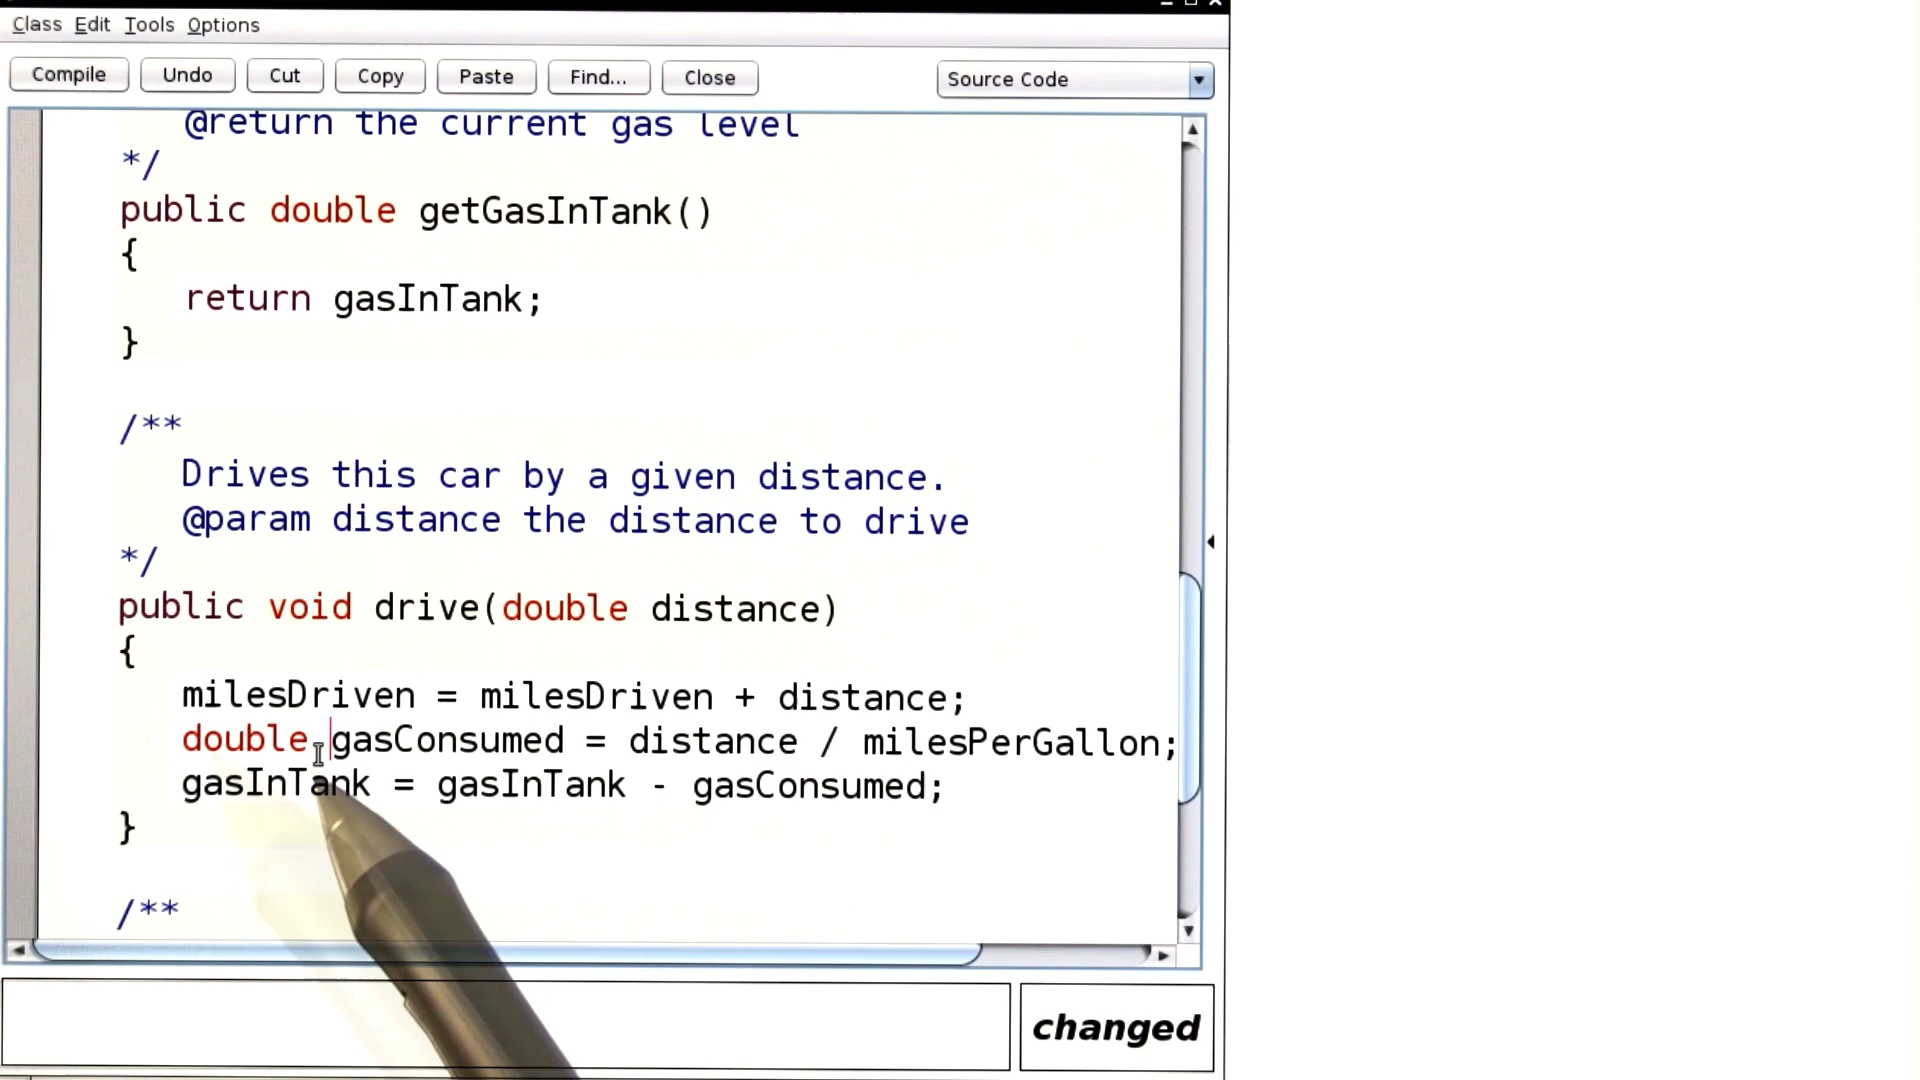 Class Edit Tools Options
Compile Undo Cut Copy Paste Find... Close Source Code
@return the current gas level
*/
public double getGasInTank()
{
return gasInTank;
}
/**
Drives this car by a given distance.
@param distance the distance to drive
*/
public void drive(double distance)
{
milesDriven = milesDriven + distance;
double gasConsumed = distance / milesPerGallon;
gasInTank = gasInTank - gasConsumed;
}
/**
changed